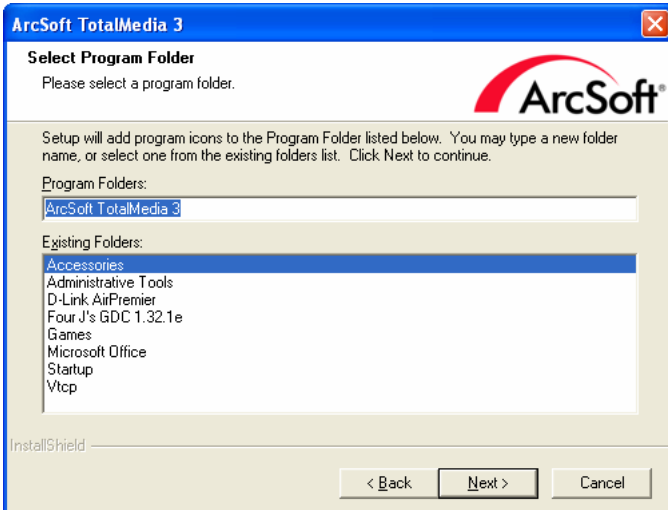 ArcSoft TotalMedia 3
Select Program Folder
Please select a program folder.
ArcSoft®
Setup will add program icons to the Program Folder listed below. You may type a new folder
name, or select one from the existing folders list. Click Next to continue.
Program Folders:
ArcSoft TotalMedia 3
Existing Folders:
Accessories
Administrative Tools
D-Link AirPremier
Four J's GDC 1.32.1e
Games
Microsoft Office
Startup
Vtcp
InstallShield
< Back
Next >
Cancel